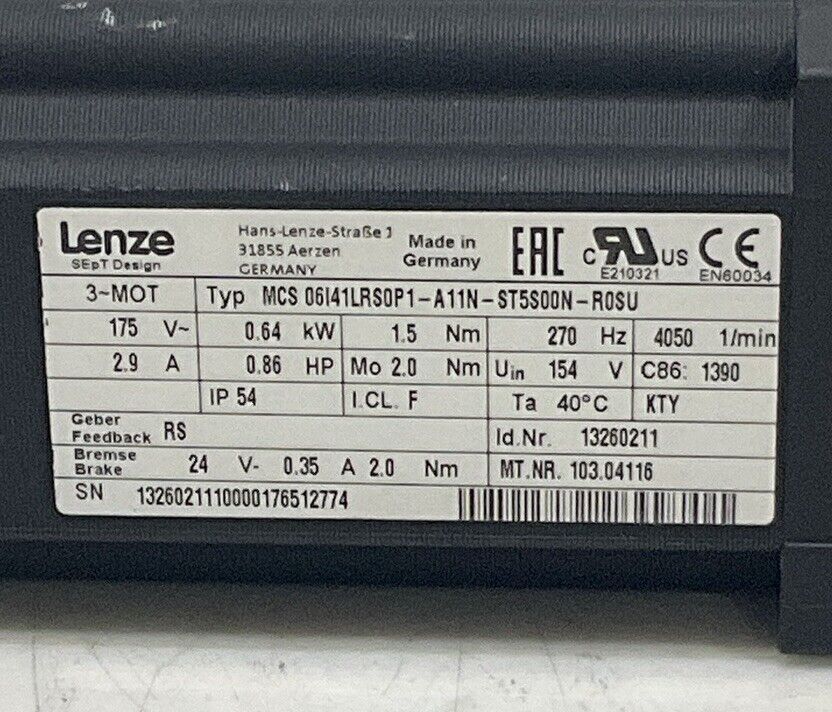 Lenze
SEpT Design
Hans-Lenze-Straße 1
31855 Aerzen
GERMANY
Made in
Germany
EAC
c RU US
E210321
CE
EN60034
3~MOT Typ MCS 06I41LRS0P1-A11N-ST5S00N-R0SU
175 V~ 0.64 kW 1.5 Nm 270 Hz 4050 1/min
2.9 A 0.86 HP Mo 2.0 Nm Uin 154 V C86: 1390
IP 54 I.CL. F Ta 40°C KTY
Geber
Feedback RS
Id.Nr. 13260211
Bremse
Brake 24 V- 0.35 A 2.0 Nm MT.NR. 103.04116
SN 1326021110000176512774